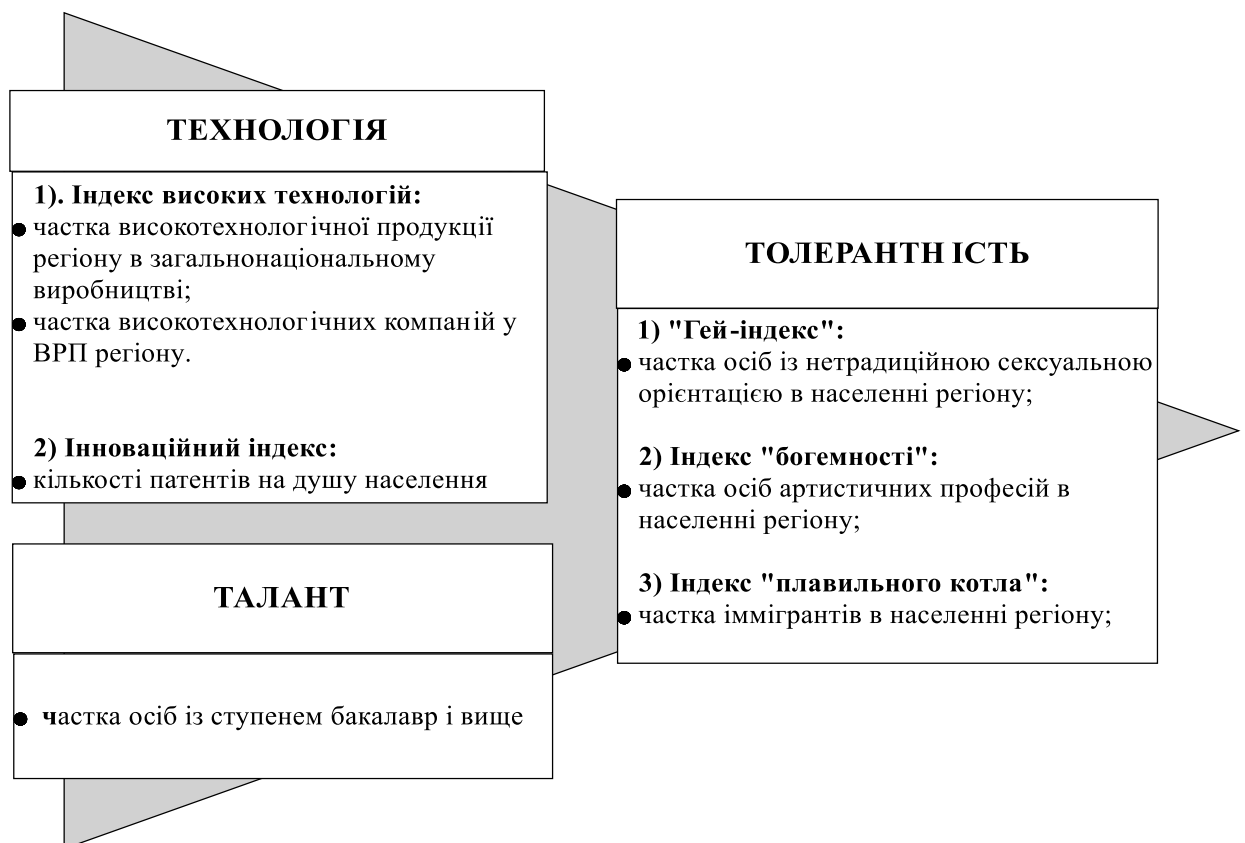 ТЕХНОЛОГІЯ
1). Індекс високих технологій:
● частка високотехнологічної продукції
регіону в загальнонаціональному
виробництві;
● частка високотехнологічних компаній у
ВРП регіону.
2) Інноваційний індекс:
● кількості патентів на душу населення
ТАЛАНТ
● частка осіб із ступенем бакалавр і вище
ТОЛЕРАНТН ІСТЬ
1) "Гей-індекс":
● частка осіб із нетрадиційною сексуальною
орієнтацією в населенні регіону;
2) Індекс "богемності":
● частка осіб артистичних професій в
населенні регіону;
3) Індекс "плавильного котла":
● частка іммігрантів в населенні регіону;